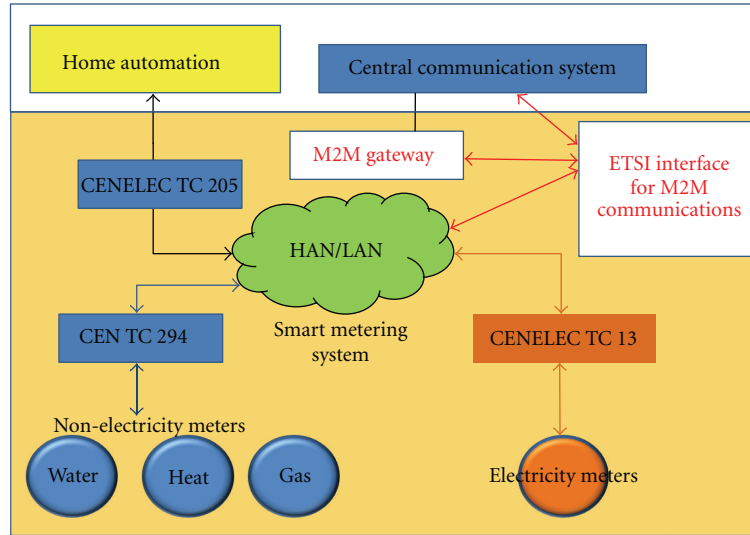 Home automation
Central communication system
M2M gateway
ETSI interface
for M2M
communications
CENELEC TC 205
HAN/LAN
Smart metering
system
CEN TC 294
CENELEC TC 13
Non-electricity meters
Water
Heat
Gas
Electricity meters